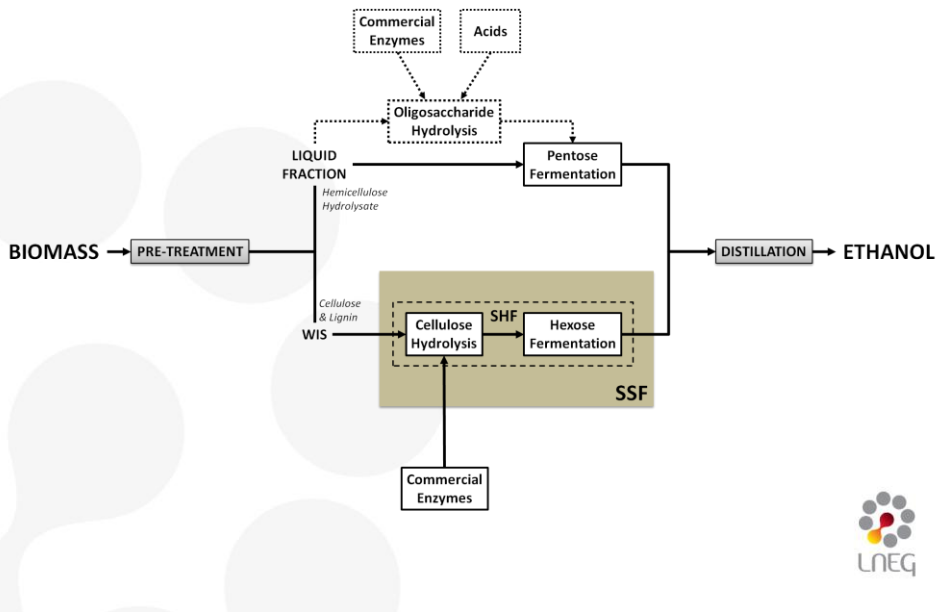 Commercial
Enzymes
Acids
Oligosaccharide
Hydrolysis
LIQUID
FRACTION
Pentose
Fermentation
Hemicellulose
Hydrolysate
BIOMASS
PRE-TREATMENT
DISTILLATION
ETHANOL
Cellulose
& Lignin
WIS
Cellulose
Hydrolysis
SHF
Hexose
Fermentation
SSF
Commercial
Enzymes
LNEG